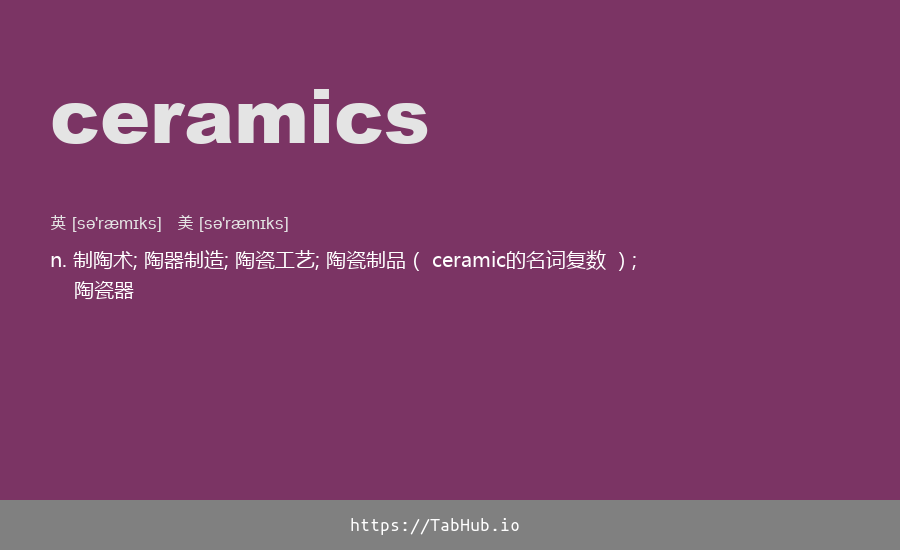 ceramics
英 [sə'ræmɪks] 美 [sə'ræmɪks]
n. 制陶术; 陶器制造; 陶瓷工艺; 陶瓷制品（ ceramic的名词复数 ）;
陶瓷器
https://TabHub.io